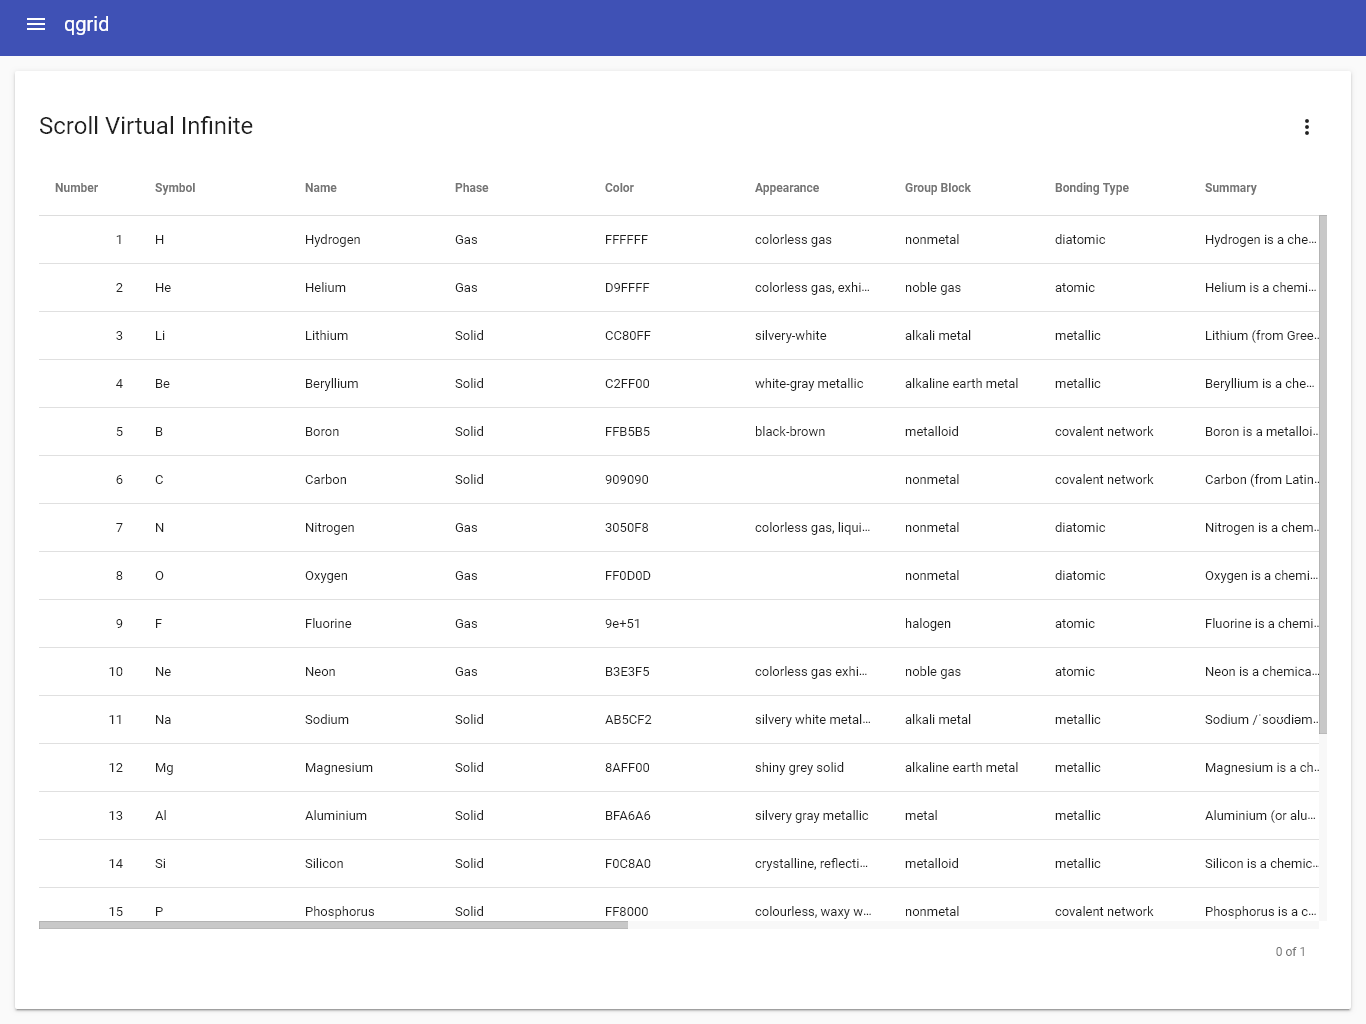 qgrid
Scroll Virtual Infinite
Number Symbol Name Phase Color Appearance Group Block Bonding Type Summary
1 H Hydrogen Gas FFFFFF colorless gas nonmetal diatomic Hydrogen is a che...
2 He Helium Gas D9FFFF colorless gas, exhi... noble gas atomic Helium is a chemi...
3 Li Lithium Solid CC80FF silvery-white alkali metal metallic Lithium (from Gree...
4 Be Beryllium Solid C2FF00 white-gray metallic alkaline earth metal metallic Beryllium is a che...
5 B Boron Solid FFB5B5 black-brown metalloid covalent network Boron is a metalloi...
6 C Carbon Solid 909090 nonmetal covalent network Carbon (from Latin...
7 N Nitrogen Gas 3050F8 colorless gas, liqui... nonmetal diatomic Nitrogen is a chem...
8 O Oxygen Gas FF0D0D nonmetal diatomic Oxygen is a chemi...
9 F Fluorine Gas 9e+51 halogen atomic Fluorine is a chemi...
10 Ne Neon Gas B3E3F5 colorless gas exhi... noble gas atomic Neon is a chemica...
11 Na Sodium Solid AB5CF2 silvery white metal... alkali metal metallic Sodium /ˈsoʊdiəm...
12 Mg Magnesium Solid 8AFF00 shiny grey solid alkaline earth metal metallic Magnesium is a ch...
13 Al Aluminium Solid BFA6A6 silvery gray metallic metal metallic Aluminium (or alu...
14 Si Silicon Solid F0C8A0 crystalline, reflecti... metalloid metallic Silicon is a chemic...
15 P Phosphorus Solid FF8000 colourless, waxy w... nonmetal covalent network Phosphorus is a c...
0 of 1